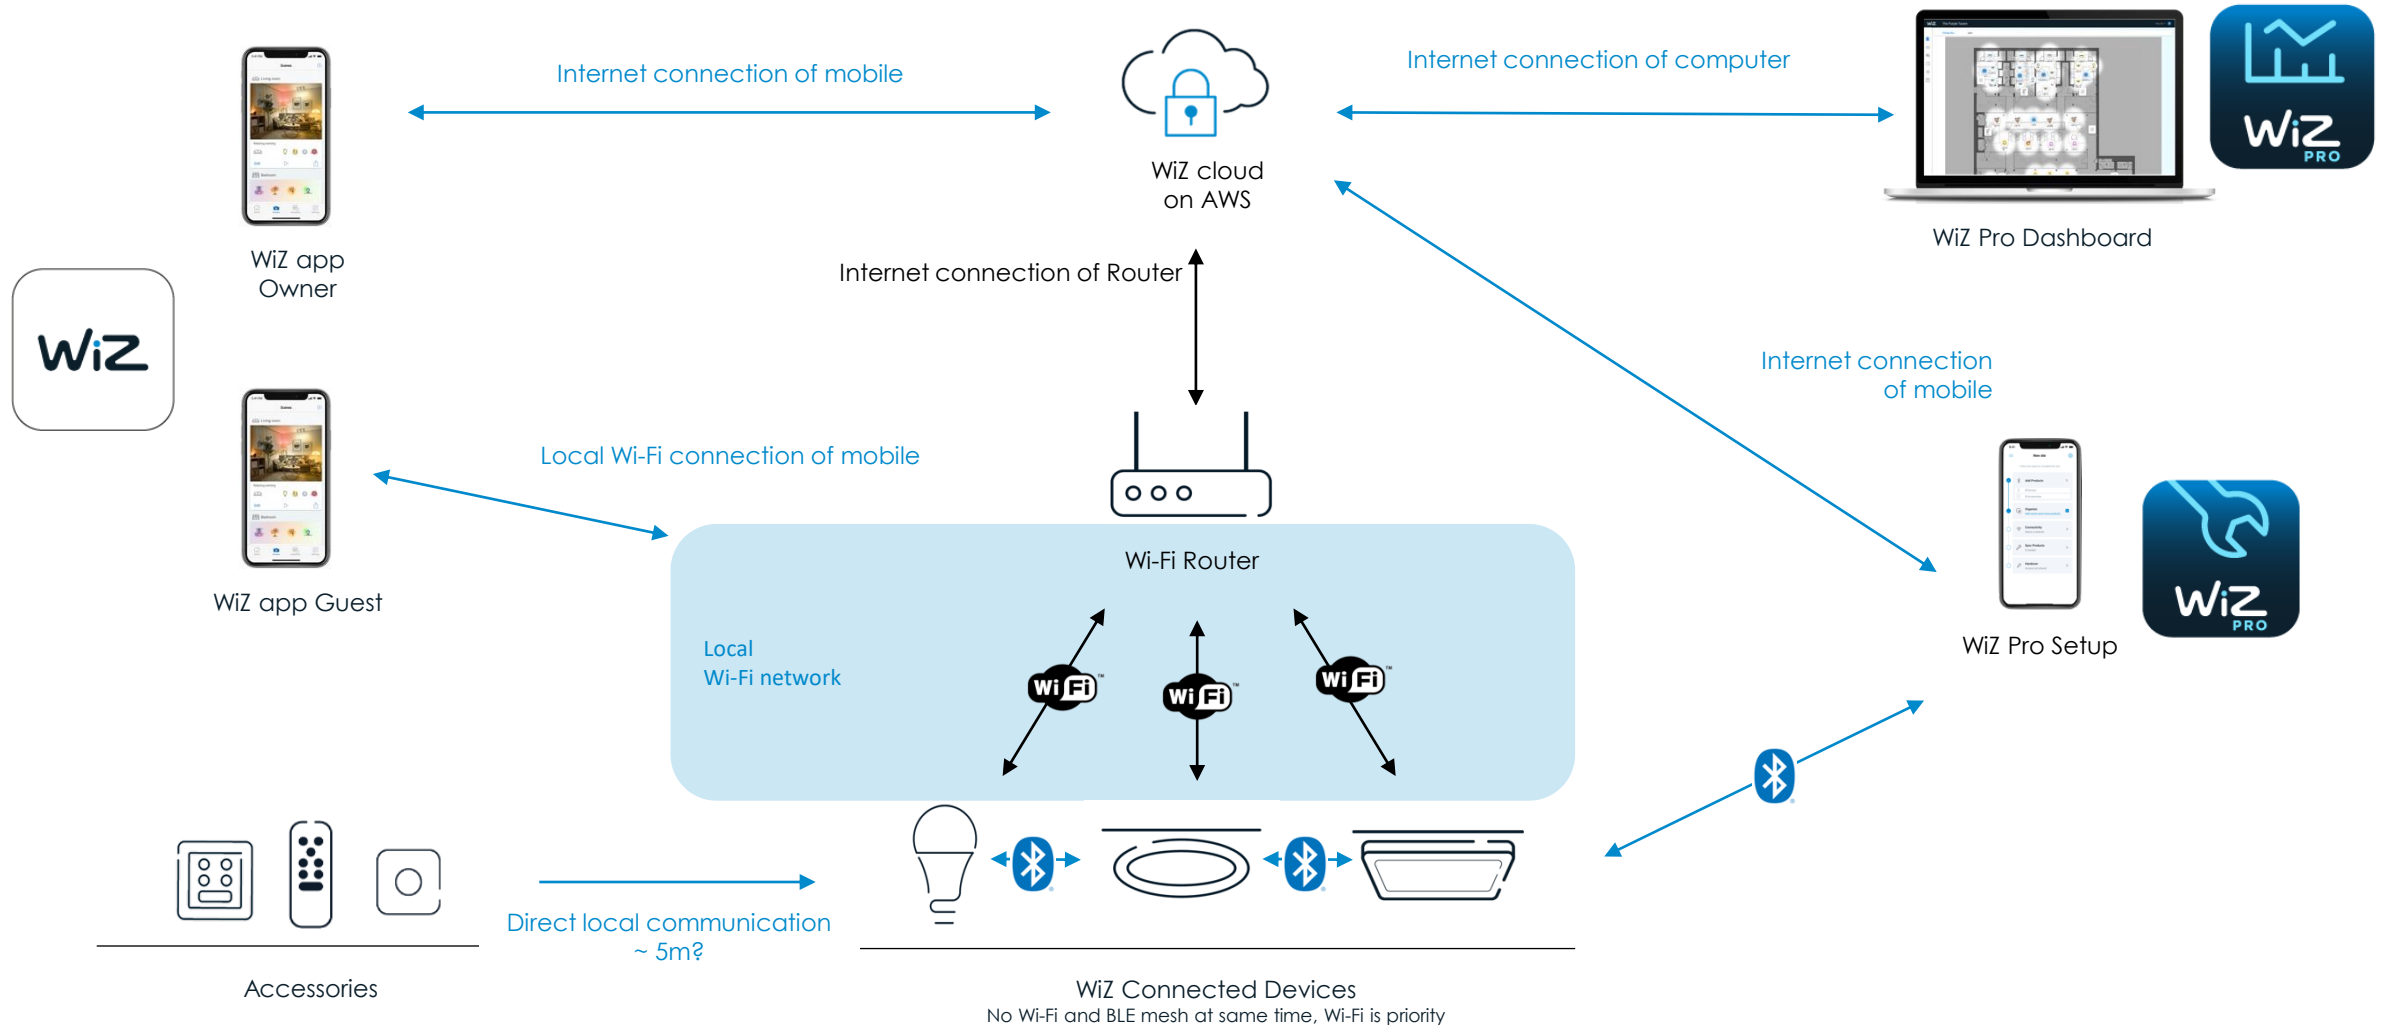 Internet connection of mobile
Internet connection of computer
WiZ cloud
on AWS
WiZ
PRO
WiZ Pro Dashboard
WiZ app
Owner
Internet connection of Router
WiZ
Internet connection
of mobile
Local Wi-Fi connection of mobile
Wi-Fi Router
WiZ app Guest
WiZ
PRO
WiZ Pro Setup
Local
Wi-Fi network
Wi Fi ™
Wi Fi ™
Wi Fi ™
Direct local communication
~ 5m?
Accessories
WiZ Connected Devices
No Wi-Fi and BLE mesh at same time, Wi-Fi is priority